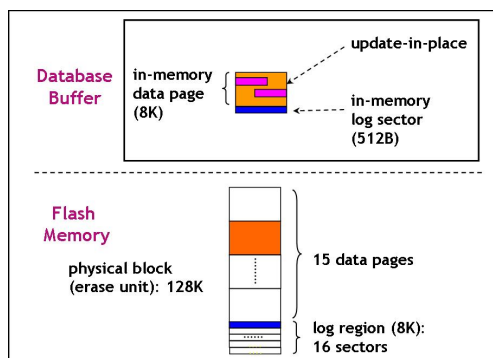 Database
Buffer
in-memory
data page
(8K)
update-in-place
in-memory
log sector
(512B)
Flash
Memory
physical block
(erase unit): 128K
15 data pages
log region (8K):
16 sectors